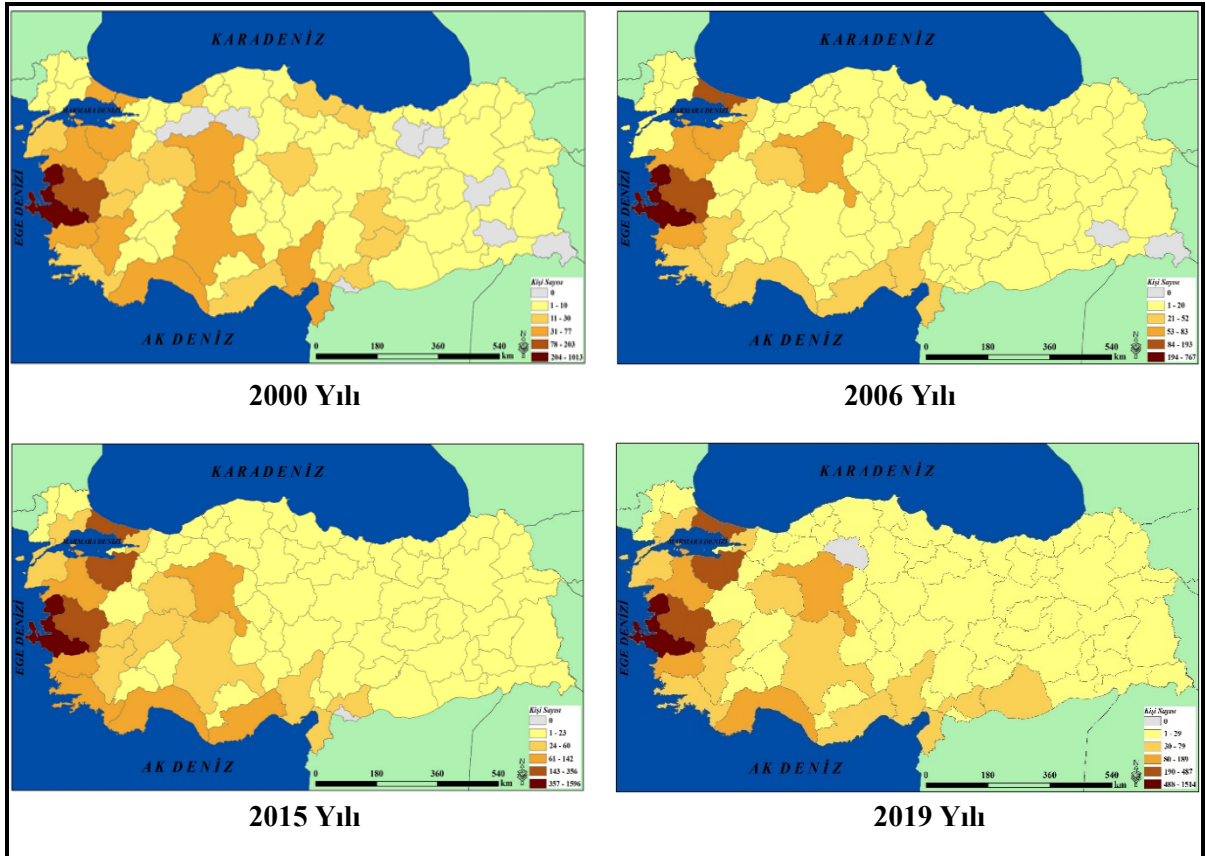 KARADENİZ
MARMARA DENİZİ
EGE DENİZİ
AK DENİZ
Kişi Sayısı
0
1 - 10
11 - 30
31 - 77
78 - 203
204 - 1013
0 180 360 540
km
2000 Yılı
KARADENİZ
MARMARA DENİZİ
EGE DENİZİ
AK DENİZ
Kişi Sayısı
0
1 - 20
21 - 52
53 - 83
84 - 193
194 - 767
0 180 360 540
km
2006 Yılı
KARADENİZ
MARMARA DENİZİ
EGE DENİZİ
AK DENİZ
Kişi Sayısı
0
1 - 23
24 - 60
61 - 142
143 - 356
357 - 1596
0 180 360 540
km
2015 Yılı
KARADENİZ
MARMARA DENİZİ
EGE DENİZİ
AK DENİZ
Kişi Sayısı
0
1 - 29
30 - 79
80 - 189
190 - 487
488 - 1514
0 180 360 540
km
2019 Yılı